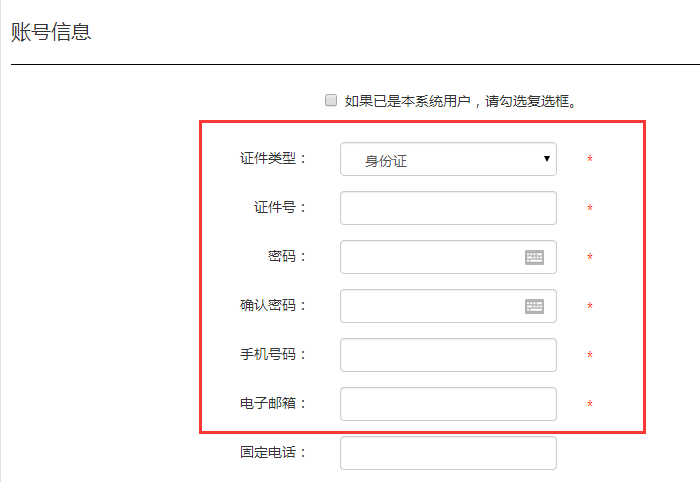 账号信息
如果已是本系统用户，请勾选复选框。
证件类型： 身份证 *
证件号： *
密码： *
确认密码： *
手机号码： *
电子邮箱： *
固定电话：